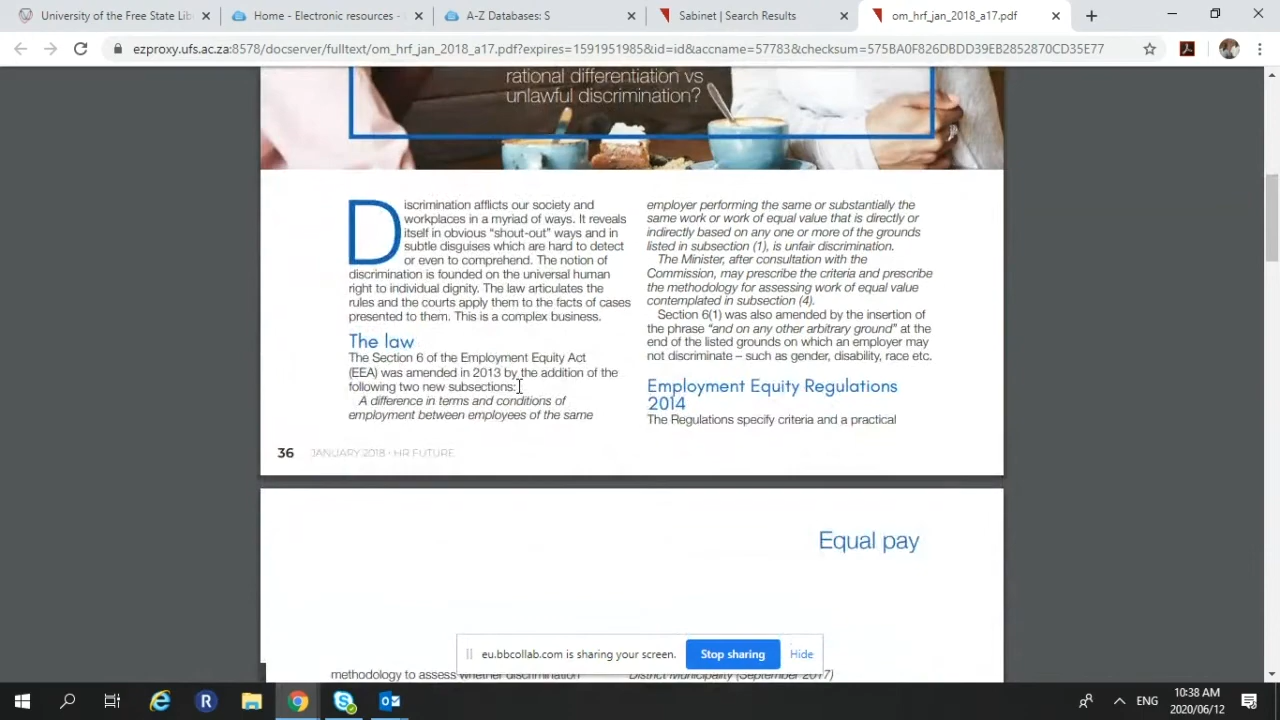 University of the Free State Lib
Home - Electronic resources -
A-Z Databases: S
Sabinet | Search Results
om_hrf_jan_2018_a17.pdf
ezproxy.ufs.ac.za:8578/docserver/fulltext/om_hrf_jan_2018_a17.pdf?expires=1591951985&id=id&accname=57783&checksum=575BA0F826DBDD39EB2852870CD35E77
rational differentiation vs
unlawful discrimination?
Discrimination afflicts our society and
workplaces in a myriad of ways. It reveals
itself in obvious “shout-out” ways and in
subtle disguises which are hard to detect
or even to comprehend. The notion of
discrimination is founded on the universal human
right to individual dignity. The law articulates the
rules and the courts apply them to the facts of cases
presented to them. This is a complex business.
The law
The Section 6 of the Employment Equity Act
(EEA) was amended in 2013 by the addition of the
following two new subsections:
A difference in terms and conditions of
employment between employees of the same
employer performing the same or substantially the
same work or work of equal value that is directly or
indirectly based on any one or more of the grounds
listed in subsection (1), is unfair discrimination.
The Minister, after consultation with the
Commission, may prescribe the criteria and prescribe
the methodology for assessing work of equal value
contemplated in subsection (4).
Section 6(1) was also amended by the insertion of
the phrase “and on any other arbitrary ground” at the
end of the listed grounds on which an employer may
not discriminate – such as gender, disability, race etc.
Employment Equity Regulations
2014
The Regulations specify criteria and a practical
36 JANUARY 2018 • HR FUTURE
Equal pay
methodology to assess whether discrimination
District Municipality (September 2017)
eu.bbcollab.com is sharing your screen.
Stop sharing
Hide
ENG
10:38 AM
2020/06/12